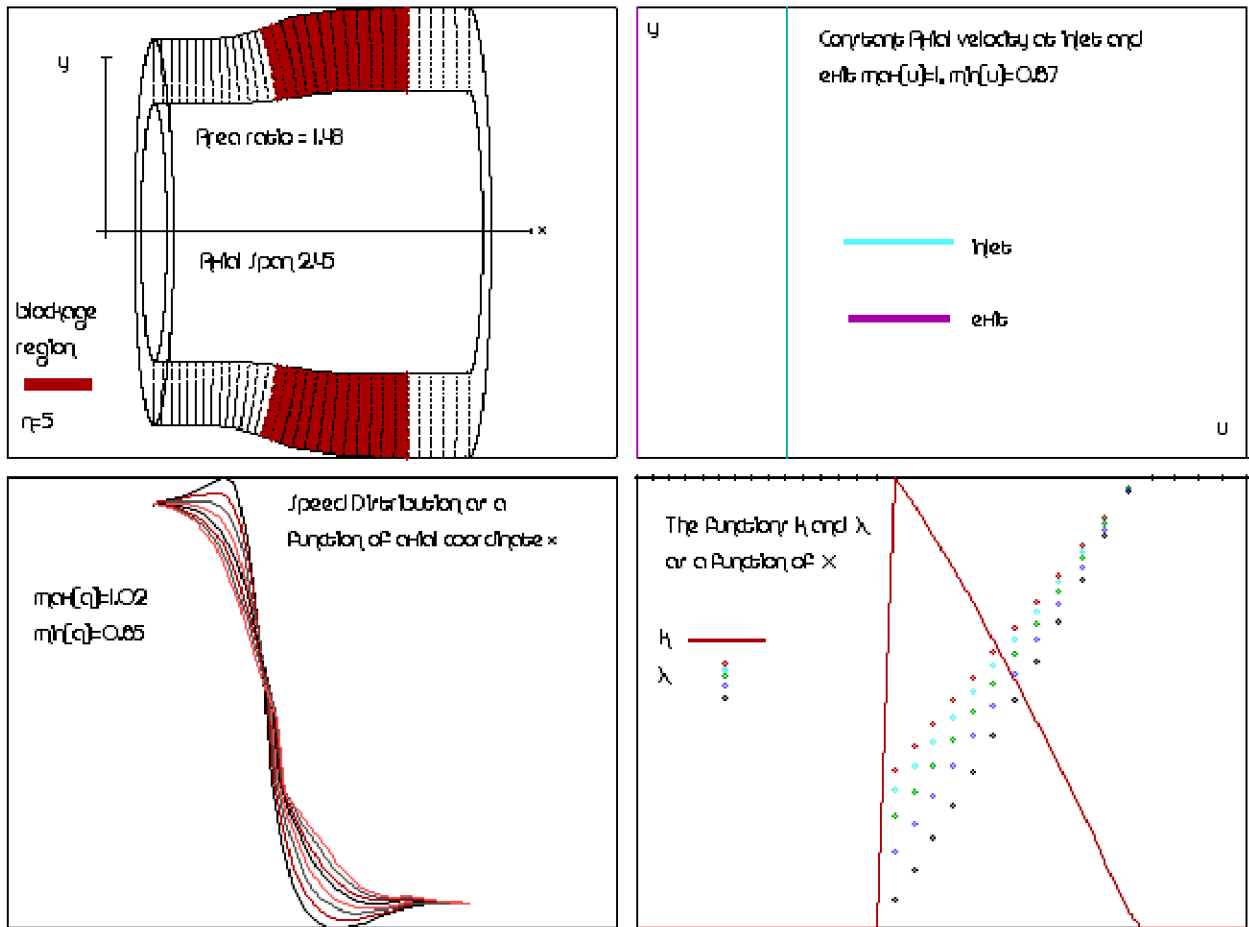 y
Area ratio = 1.48
x
Axial span 2.45
blockage
region
n=5
y
Constant Axial velocity at inlet and
exit max[u]=1. min[u]=0.67
inlet
exit
u
Speed Distribution as a
function of axial coordinate x
max[q]=1.02
min[q]=0.65
The functions k and λ
as a function of X
k
λ